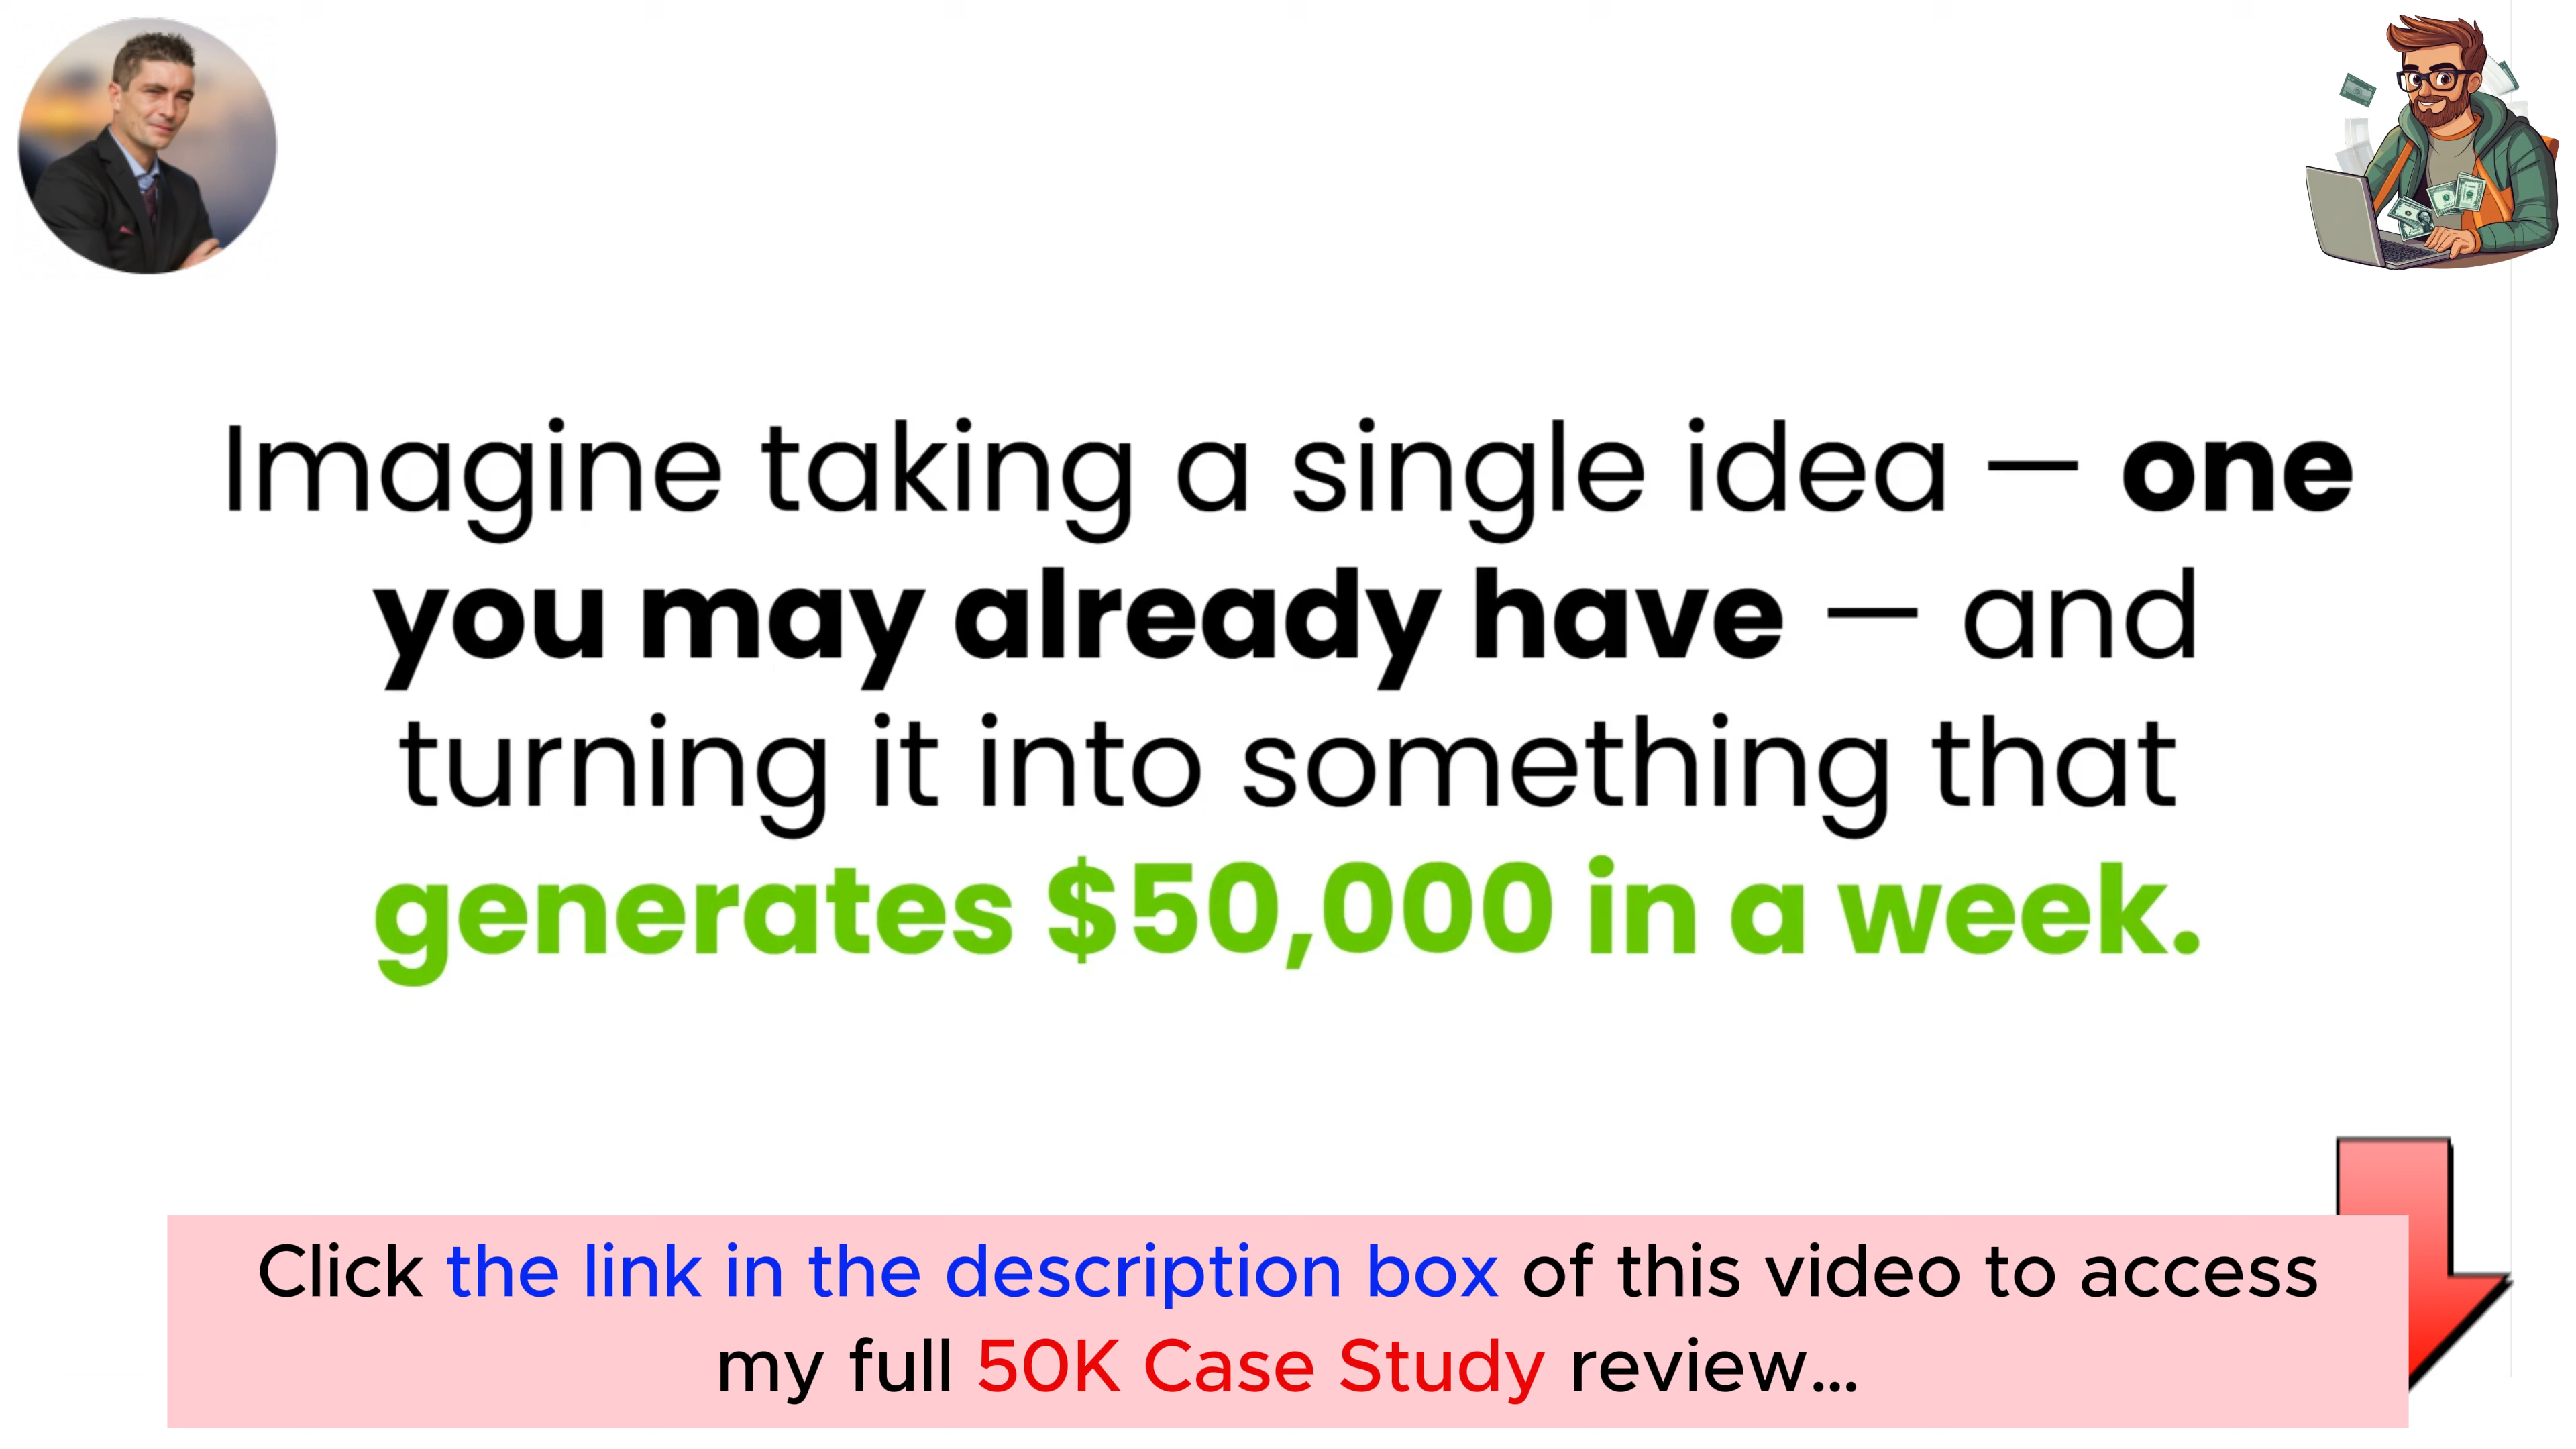 Imagine taking a single idea — one
you may already have — and
turning it into something that
generates $50,000 in a week.
Click the link in the description box of this video to access
my full 50K Case Study review...